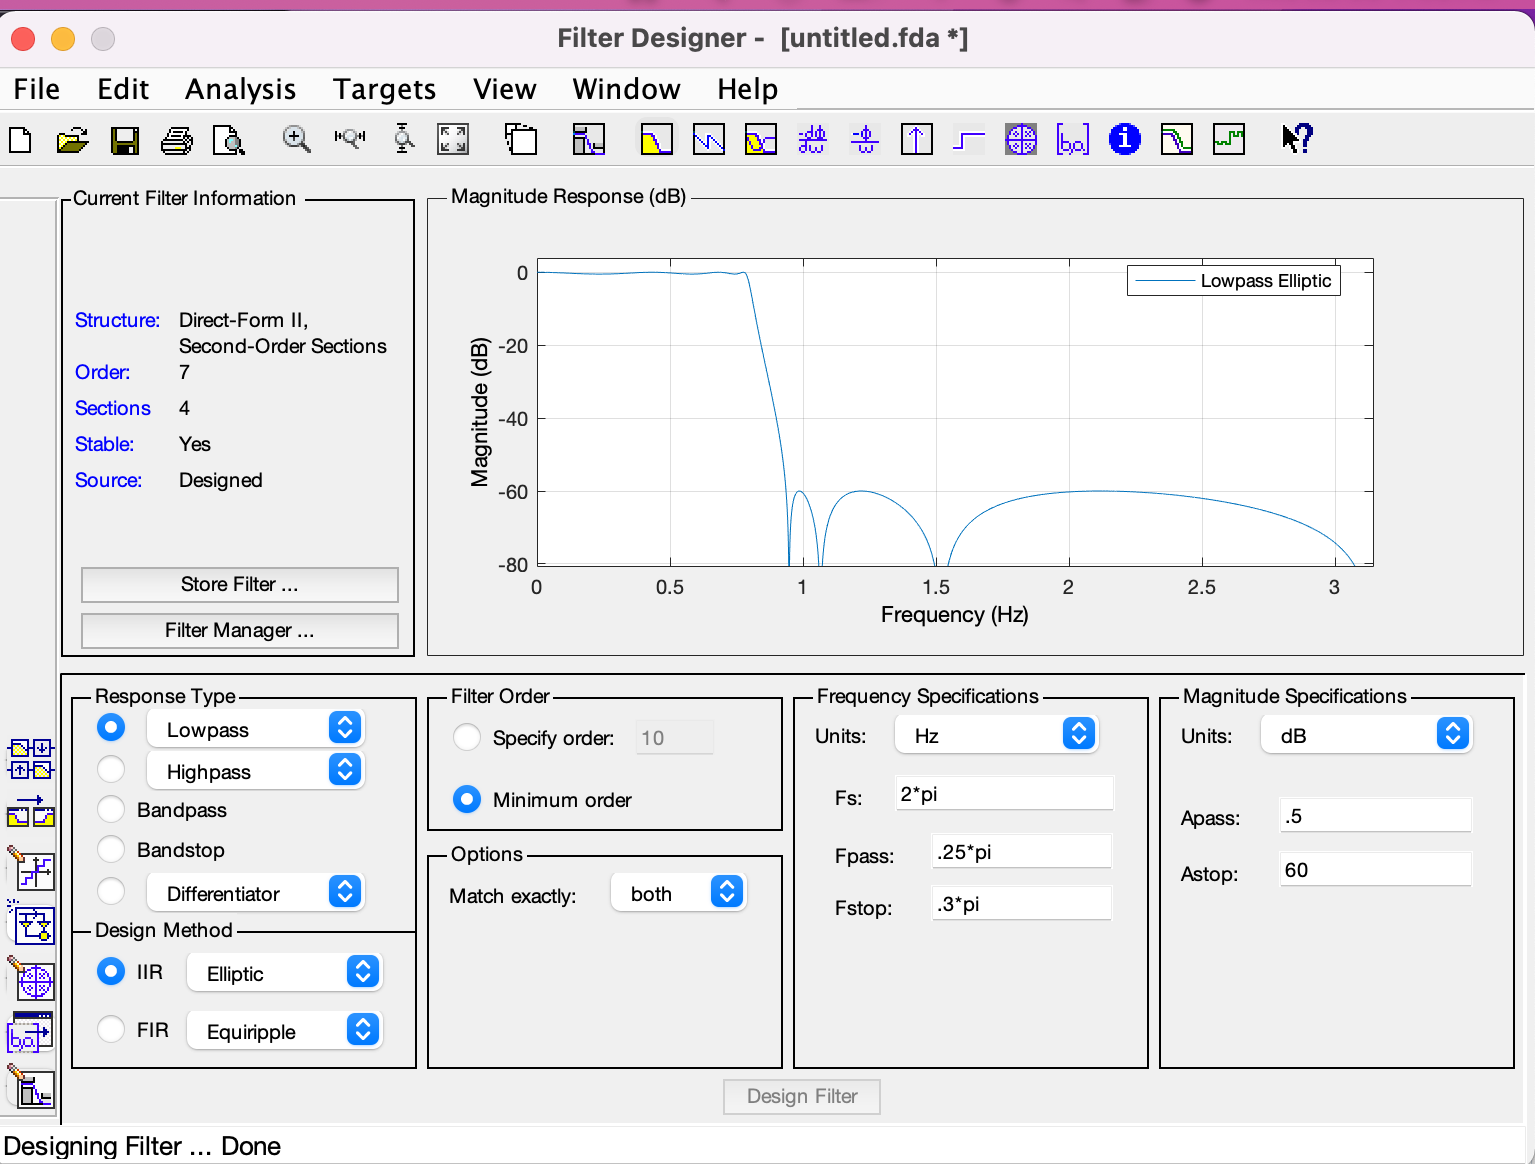 Filter Designer - [untitled.fda *]
File Edit Analysis Targets View Window Help
Current Filter Information
Structure: Direct-Form II,
Second-Order Sections
Order: 7
Sections 4
Stable: Yes
Source: Designed
Store Filter ...
Filter Manager ...
Magnitude Response (dB)
Lowpass Elliptic
Magnitude (dB)
0
-20
-40
-60
-80
0 0.5 1 1.5 2 2.5 3
Frequency (Hz)
Response Type
Lowpass
Highpass
Bandpass
Bandstop
Differentiator
Design Method
IIR Elliptic
FIR Equiripple
Filter Order
Specify order: 10
Minimum order
Options
Match exactly: both
Frequency Specifications
Units: Hz
Fs: 2*pi
Fpass: .25*pi
Fstop: .3*pi
Magnitude Specifications
Units: dB
Apass: .5
Astop: 60
Design Filter
Designing Filter ... Done